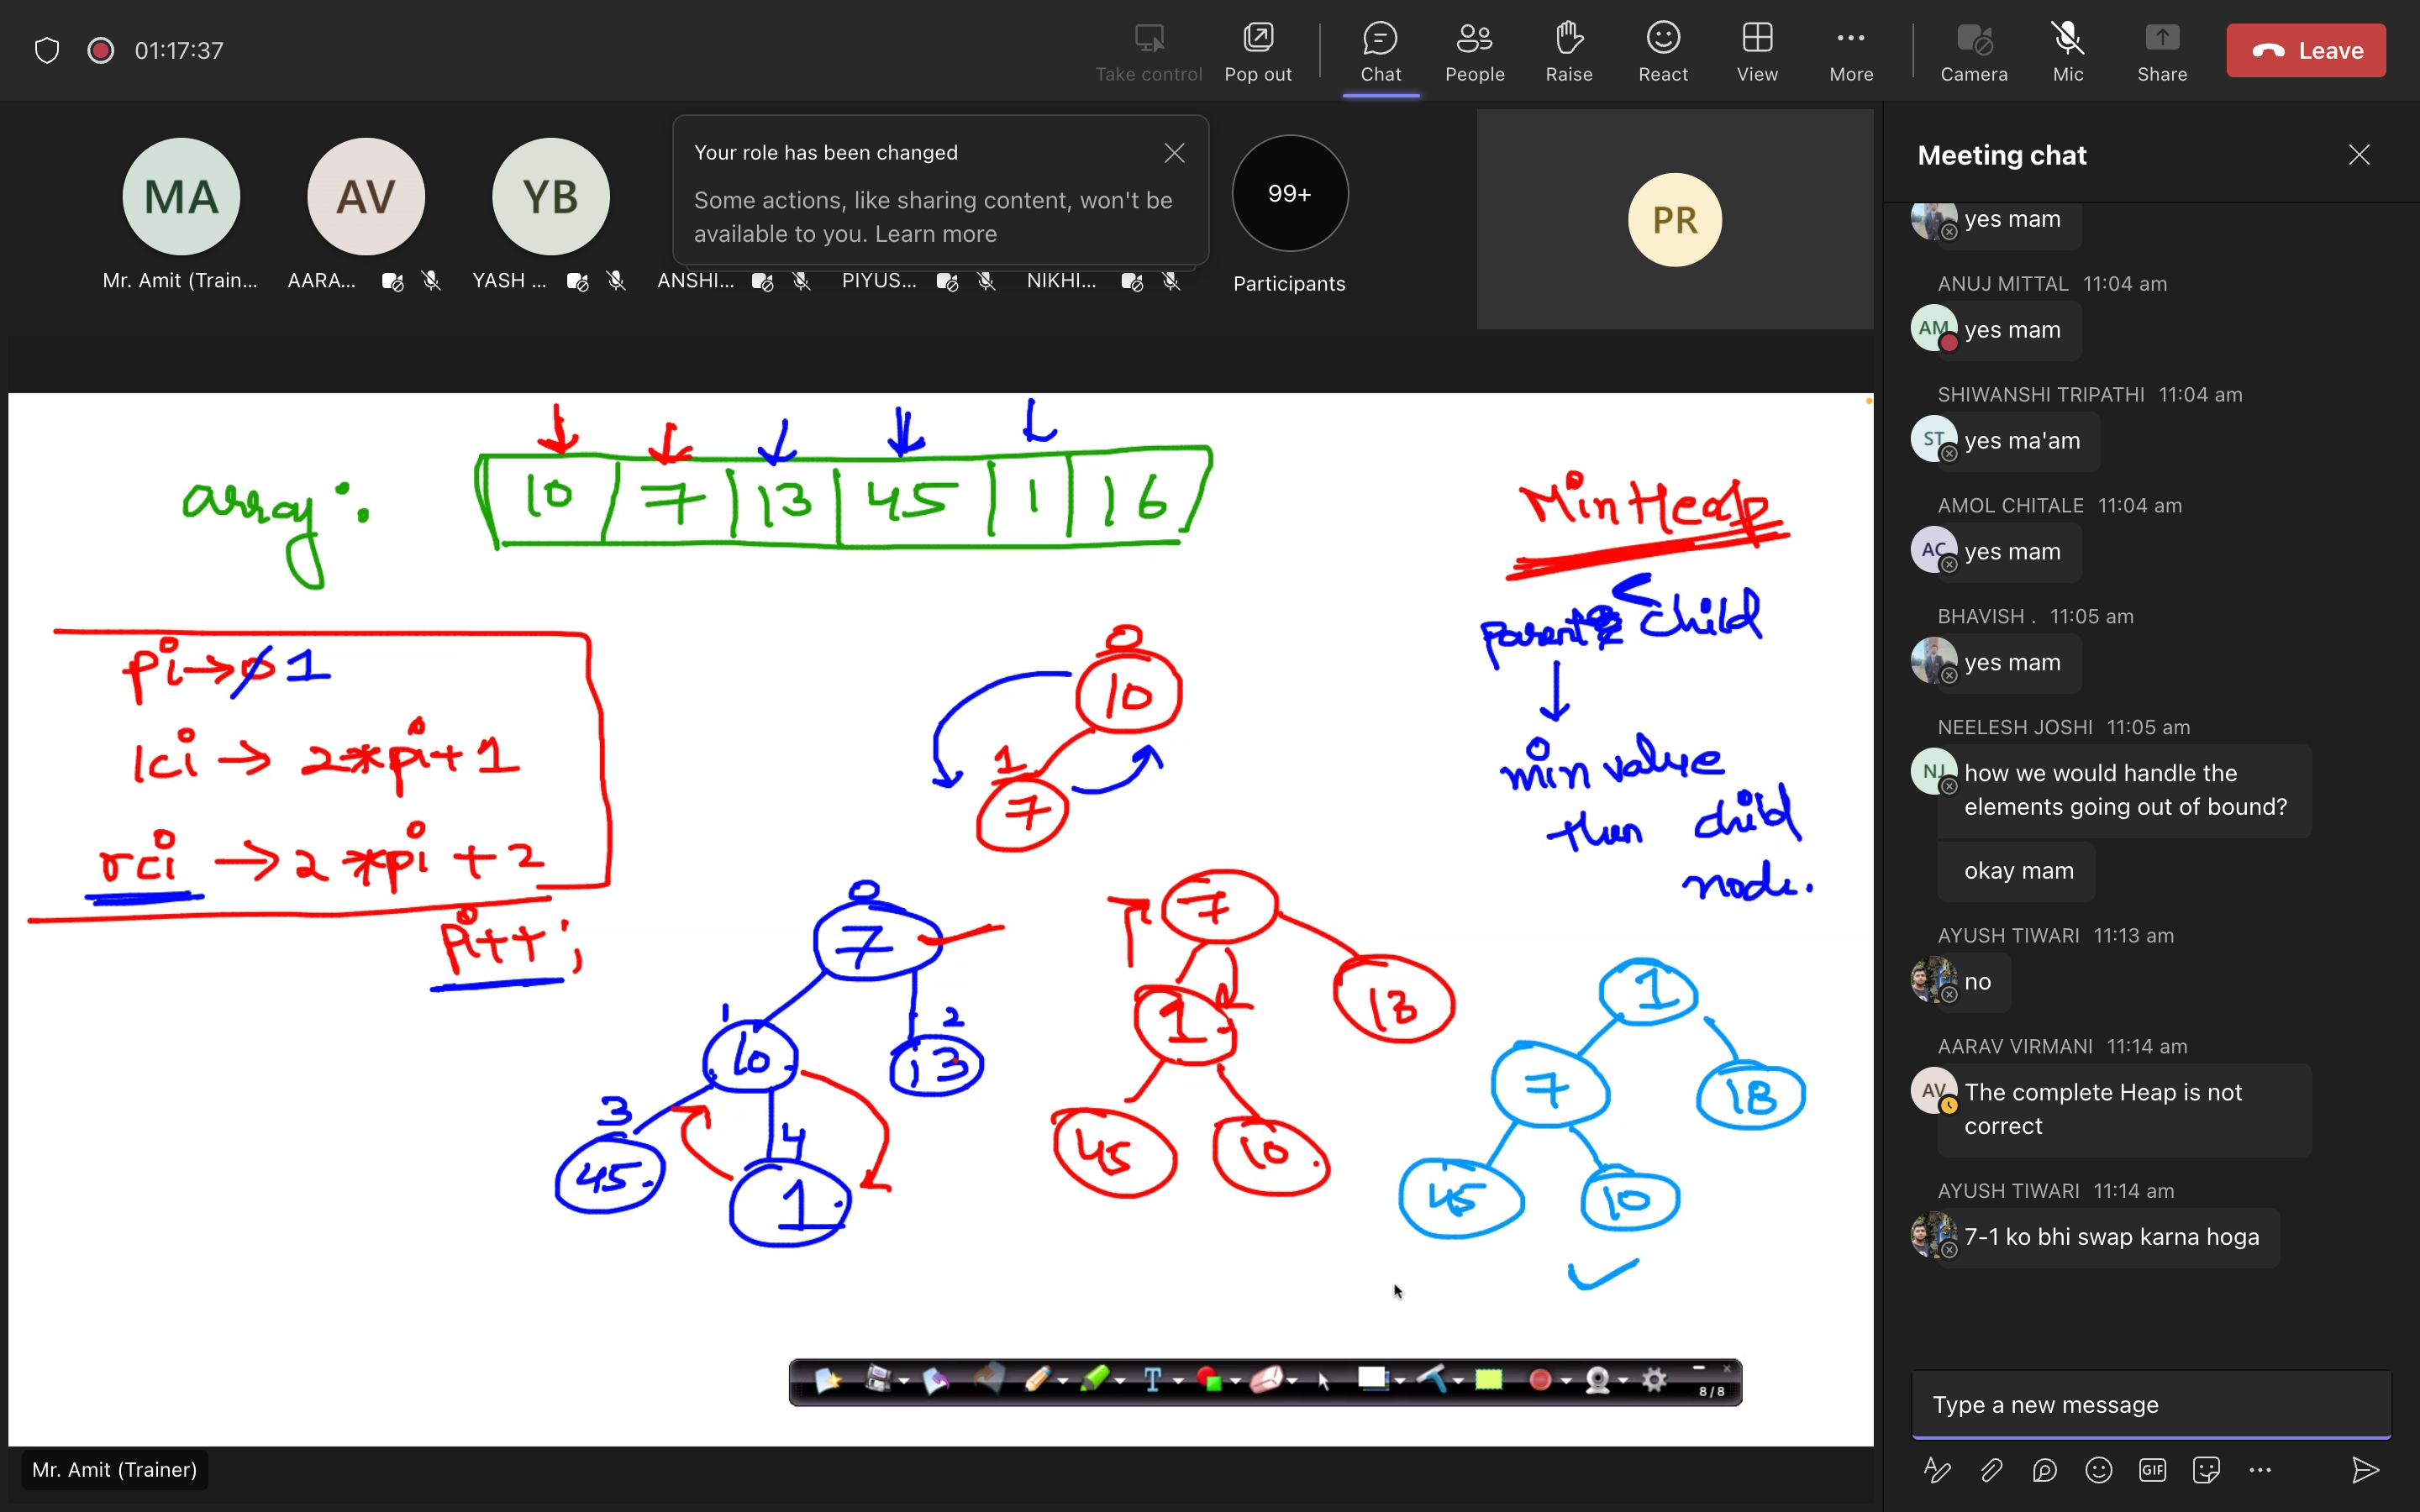 01:17:37
Take control
Pop out
Chat
People
Raise
React
View
More
Camera
Mic
Share
Leave
MA
AV
YB
Your role has been changed
Some actions, like sharing content, won't be
available to you. Learn more
99+
PR
Mr. Amit (Train...
AARA...
YASH ...
ANSHI...
PIYUS...
NIKHI...
Participants
array:
10 7 13 45 1 16
MinHeap
parent < child
min value
then child
node.
pi→0 1
lci → 2*pi+1
rci → 2*pi+2
pi++;
0
10
1
7
0
7
1
10
2
13
3
45
4
1
7
1
13
45
10
1
7
18
45
10
8/8
Mr. Amit (Trainer)
Meeting chat
yes mam
ANUJ MITTAL 11:04 am
AM
yes mam
SHIWANSHI TRIPATHI 11:04 am
ST
yes ma'am
AMOL CHITALE 11:04 am
AC
yes mam
BHAVISH . 11:05 am
yes mam
NEELESH JOSHI 11:05 am
NJ
how we would handle the
elements going out of bound?
okay mam
AYUSH TIWARI 11:13 am
no
AARAV VIRMANI 11:14 am
AV
The complete Heap is not
correct
AYUSH TIWARI 11:14 am
7-1 ko bhi swap karna hoga
Type a new message
GIF